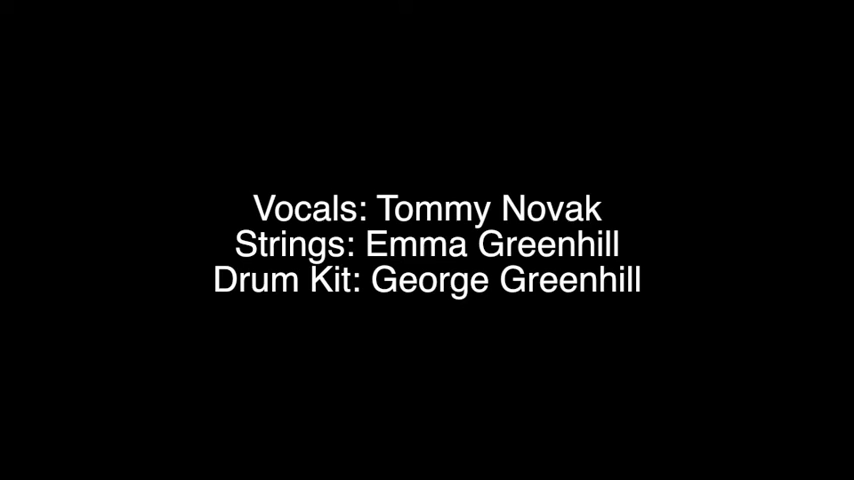 Vocals: Tommy Novak
Strings: Emma Greenhill
Drum Kit: George Greenhill